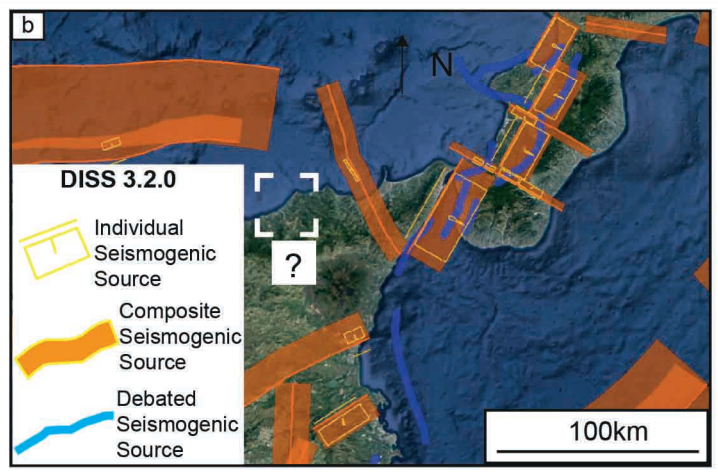 b
N
DISS 3.2.0
Individual
Seismogenic
Source
Composite
Seismogenic
Source
Debated
Seismogenic
Source
?
100km